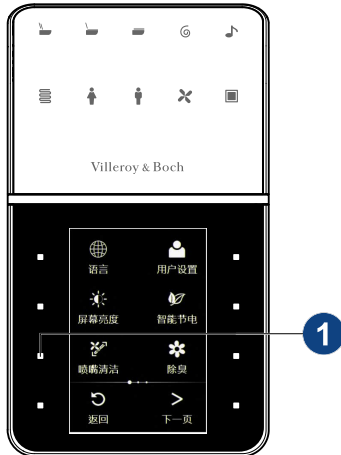 Villeroy & Boch
语言 用户设置
屏幕亮度 智能节电
喷嘴清洁 除臭
1
返回 下一页